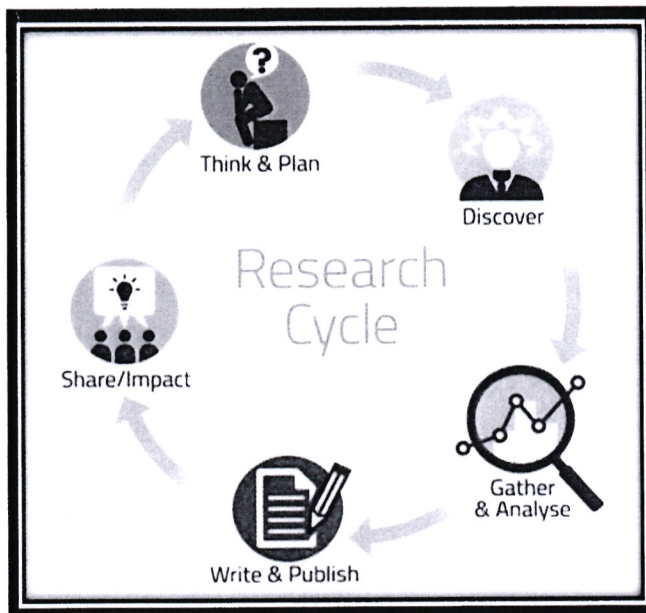 ?
Think & Plan
Discover
Research
Cycle
Share/Impact
Gather
& Analyse
Write & Publish